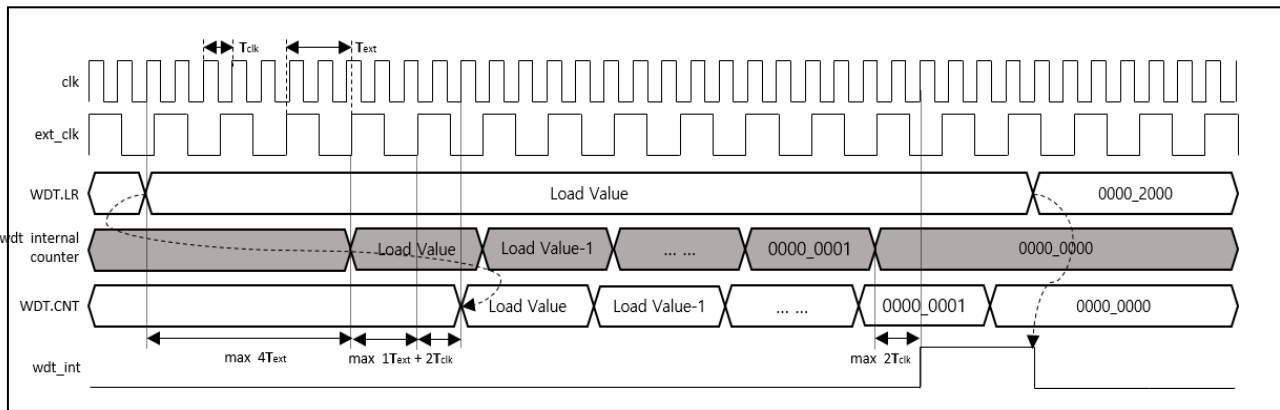 Tclk Text
clk
ext_clk
WDT.LR Load Value 0000_2000
wdt internal
counter
Load Value Load Value-1 ... ... 0000_0001 0000_0000
WDT.CNT Load Value Load Value-1 ... ... 0000_0001 0000_0000
max 4Text max 1Text + 2Tclk max 2Tclk
wdt_int